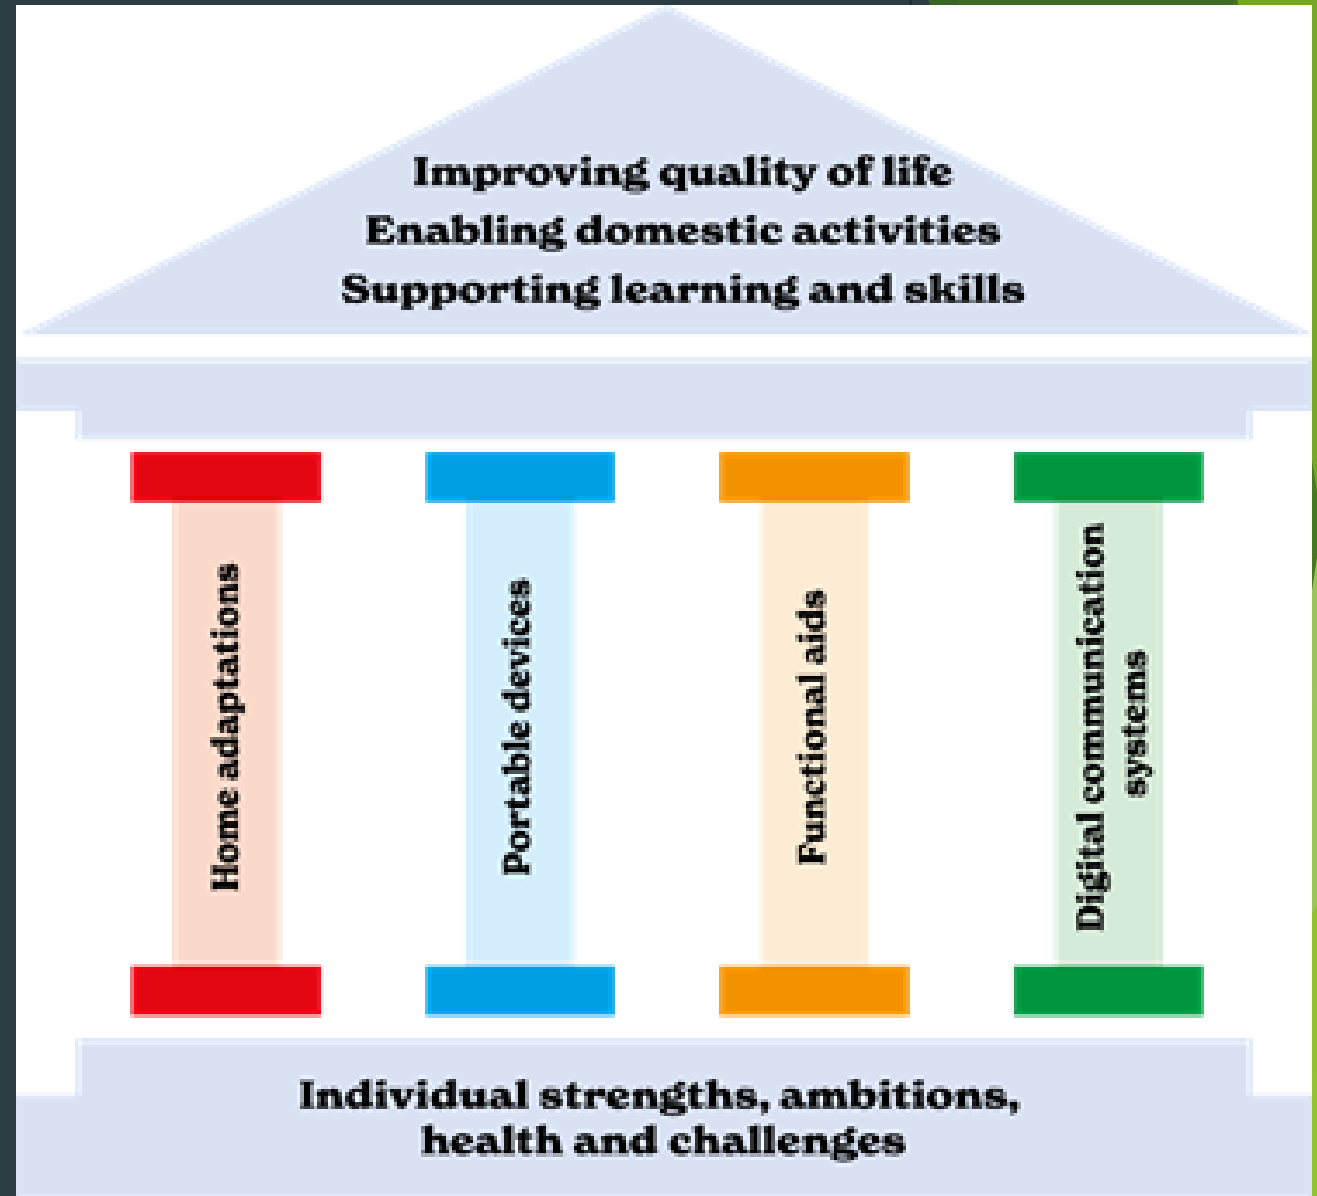 Improving quality of life
Enabling domestic activities
Supporting learning and skills
Home adaptations
Portable devices
Functional aids
Digital communication
systems
Individual strengths, ambitions,
health and challenges